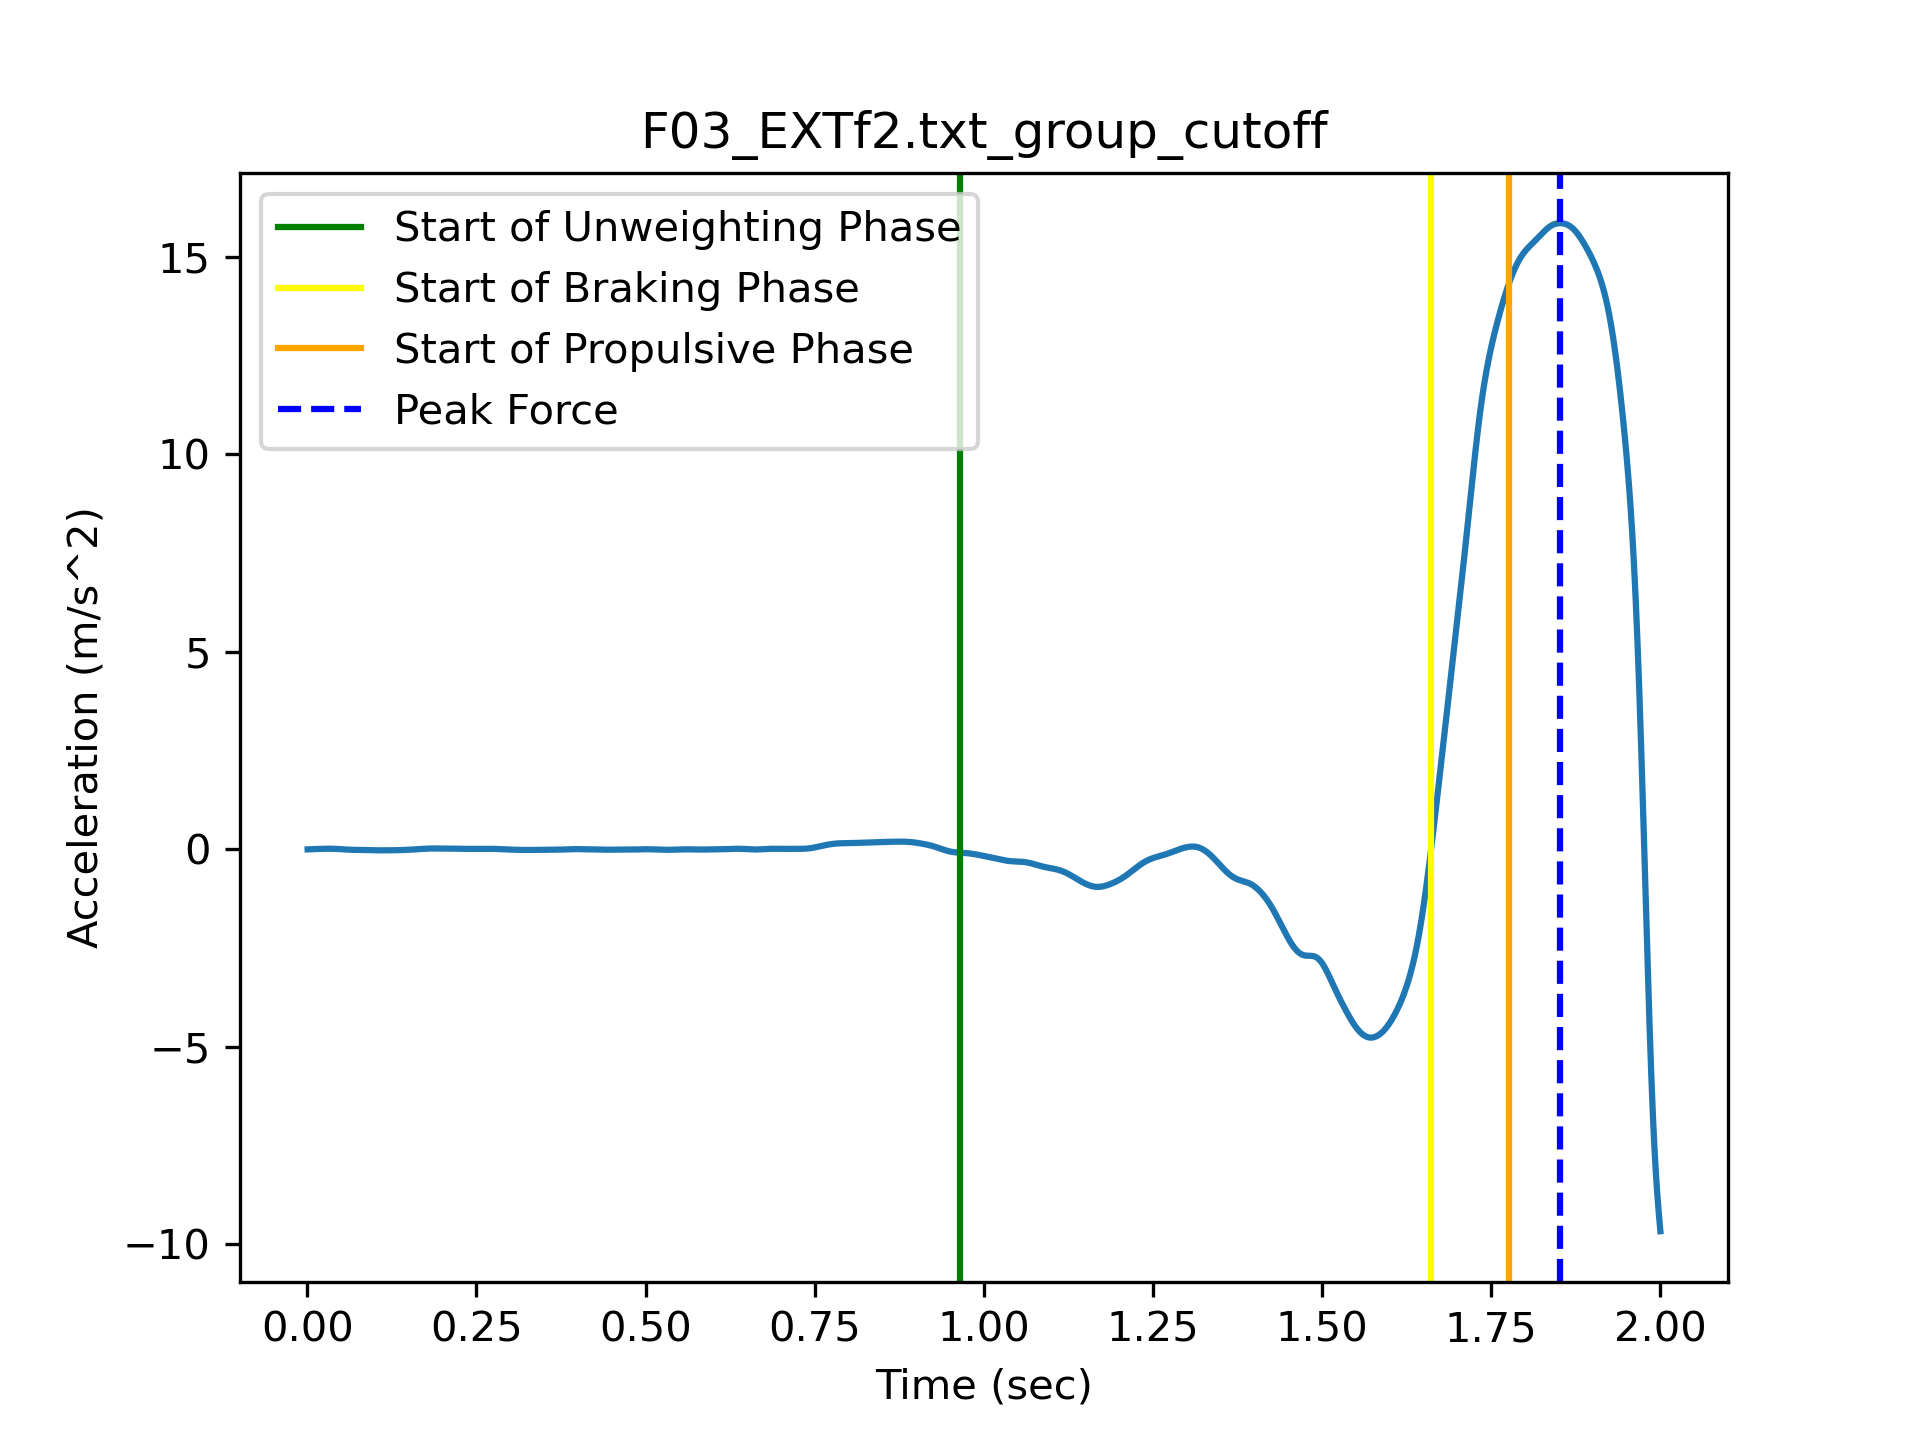 F03_EXTf2.txt_group_cutoff
Start of Unweighting Phase
Start of Braking Phase
Start of Propulsive Phase
Peak Force
15
10
5
0
−5
−10
Acceleration (m/s^2)
0.00 0.25 0.50 0.75 1.00 1.25 1.50 1.75 2.00
Time (sec)